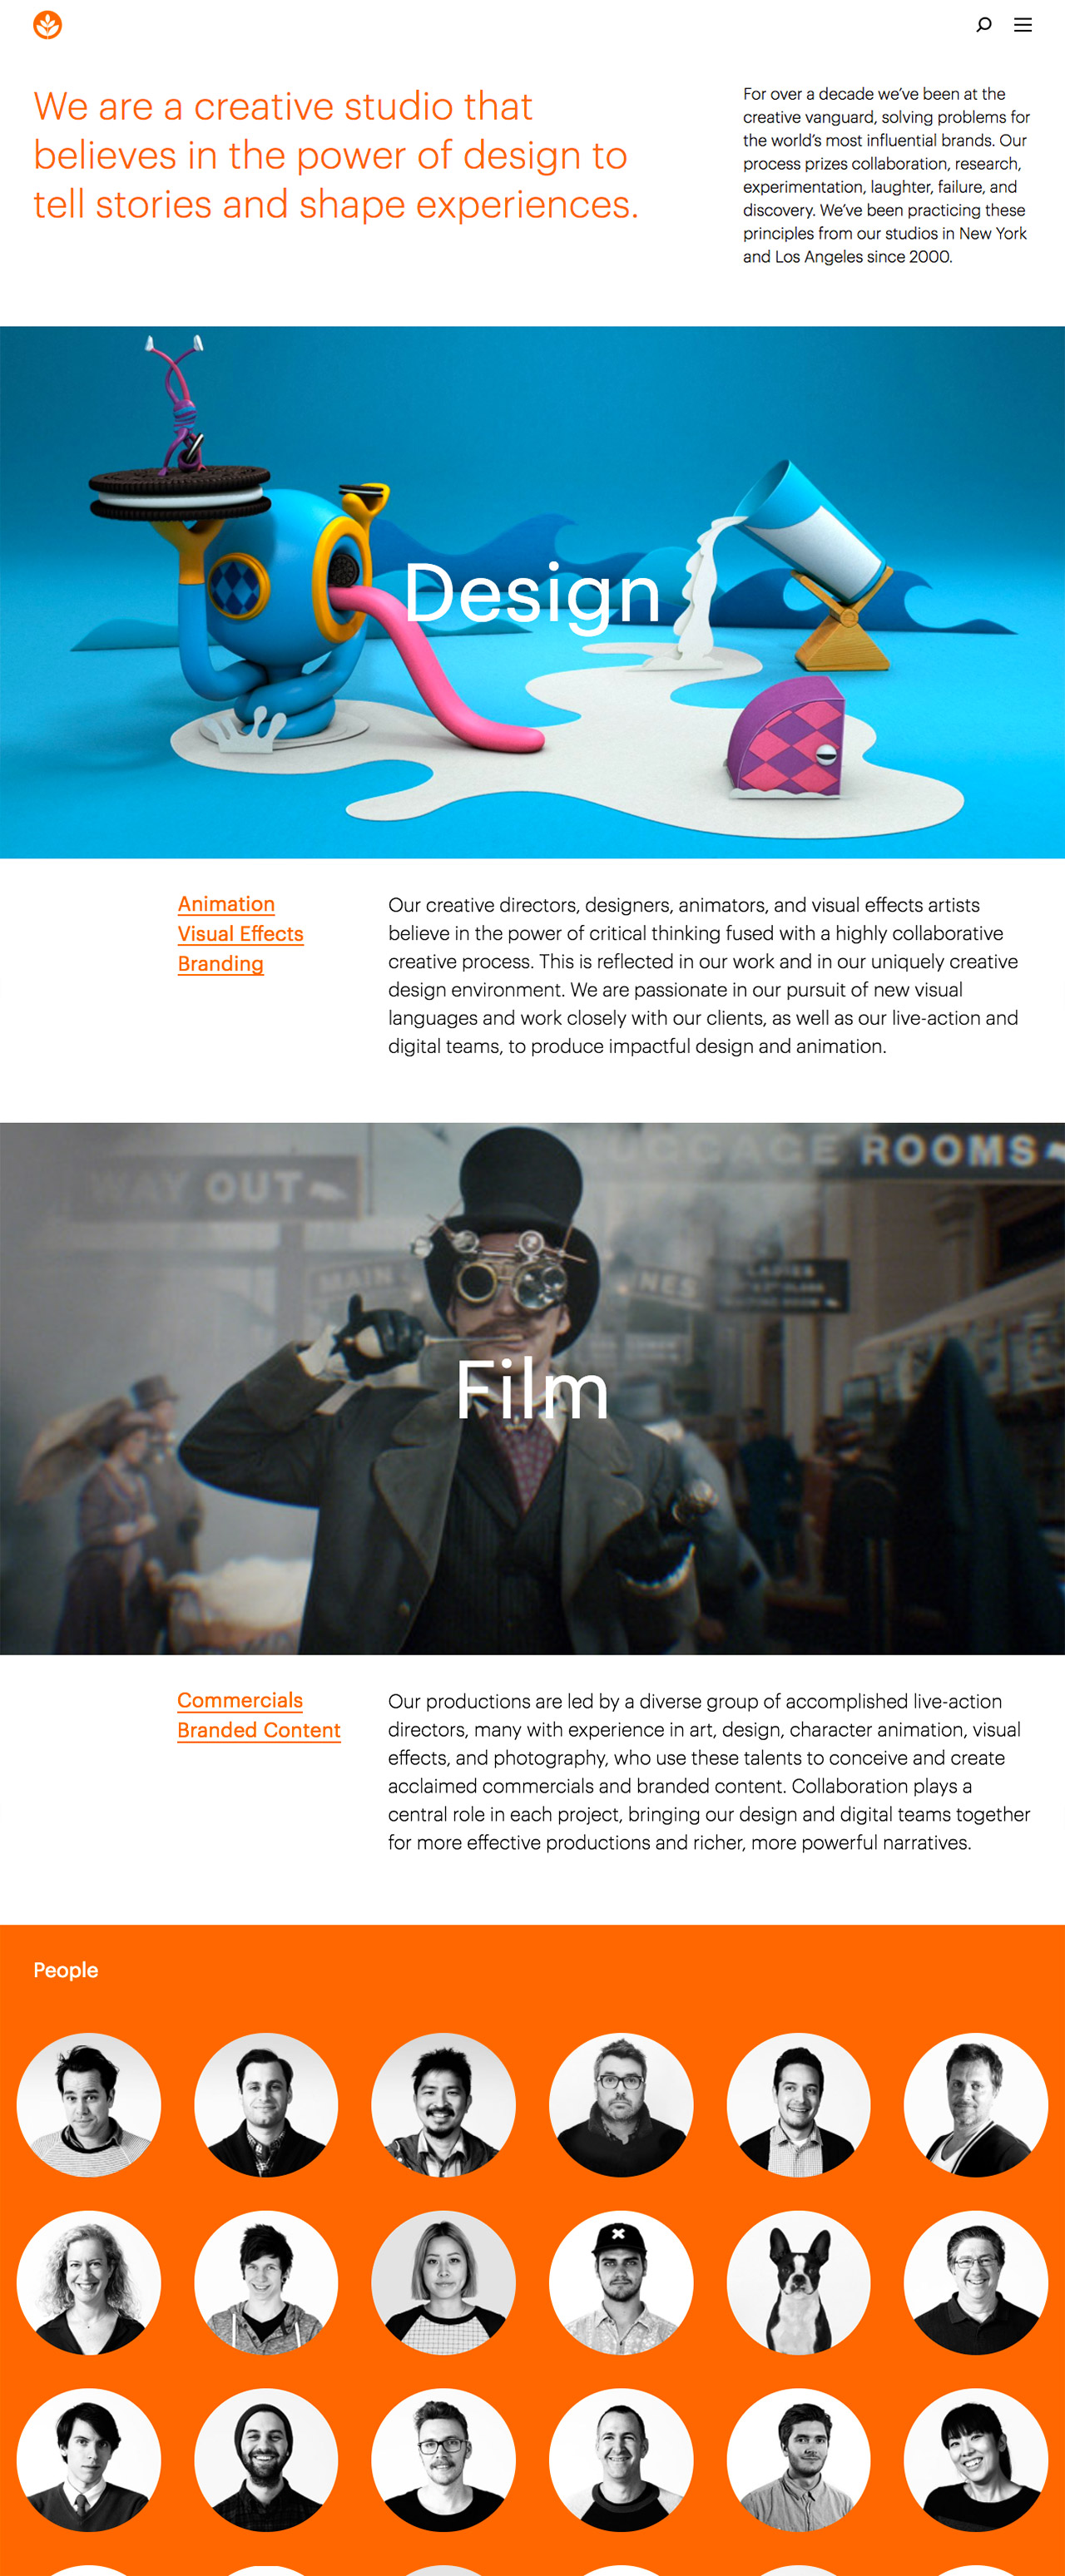 We are a creative studio that
believes in the power of design to
tell stories and shape experiences.
For over a decade we’ve been at the
creative vanguard, solving problems for
the world’s most influential brands. Our
process prizes collaboration, research,
experimentation, laughter, failure, and
discovery. We’ve been practicing these
principles from our studios in New York
and Los Angeles since 2000.
Design
Animation
Visual Effects
Branding
Our creative directors, designers, animators, and visual effects artists
believe in the power of critical thinking fused with a highly collaborative
creative process. This is reflected in our work and in our uniquely creative
design environment. We are passionate in our pursuit of new visual
languages and work closely with our clients, as well as our live-action and
digital teams, to produce impactful design and animation.
LUGGAGE ROOMS
WAY OUT
MAIN
LADIES
Film
Commercials
Branded Content
Our productions are led by a diverse group of accomplished live-action
directors, many with experience in art, design, character animation, visual
effects, and photography, who use these talents to conceive and create
acclaimed commercials and branded content. Collaboration plays a
central role in each project, bringing our design and digital teams together
for more effective productions and richer, more powerful narratives.
People